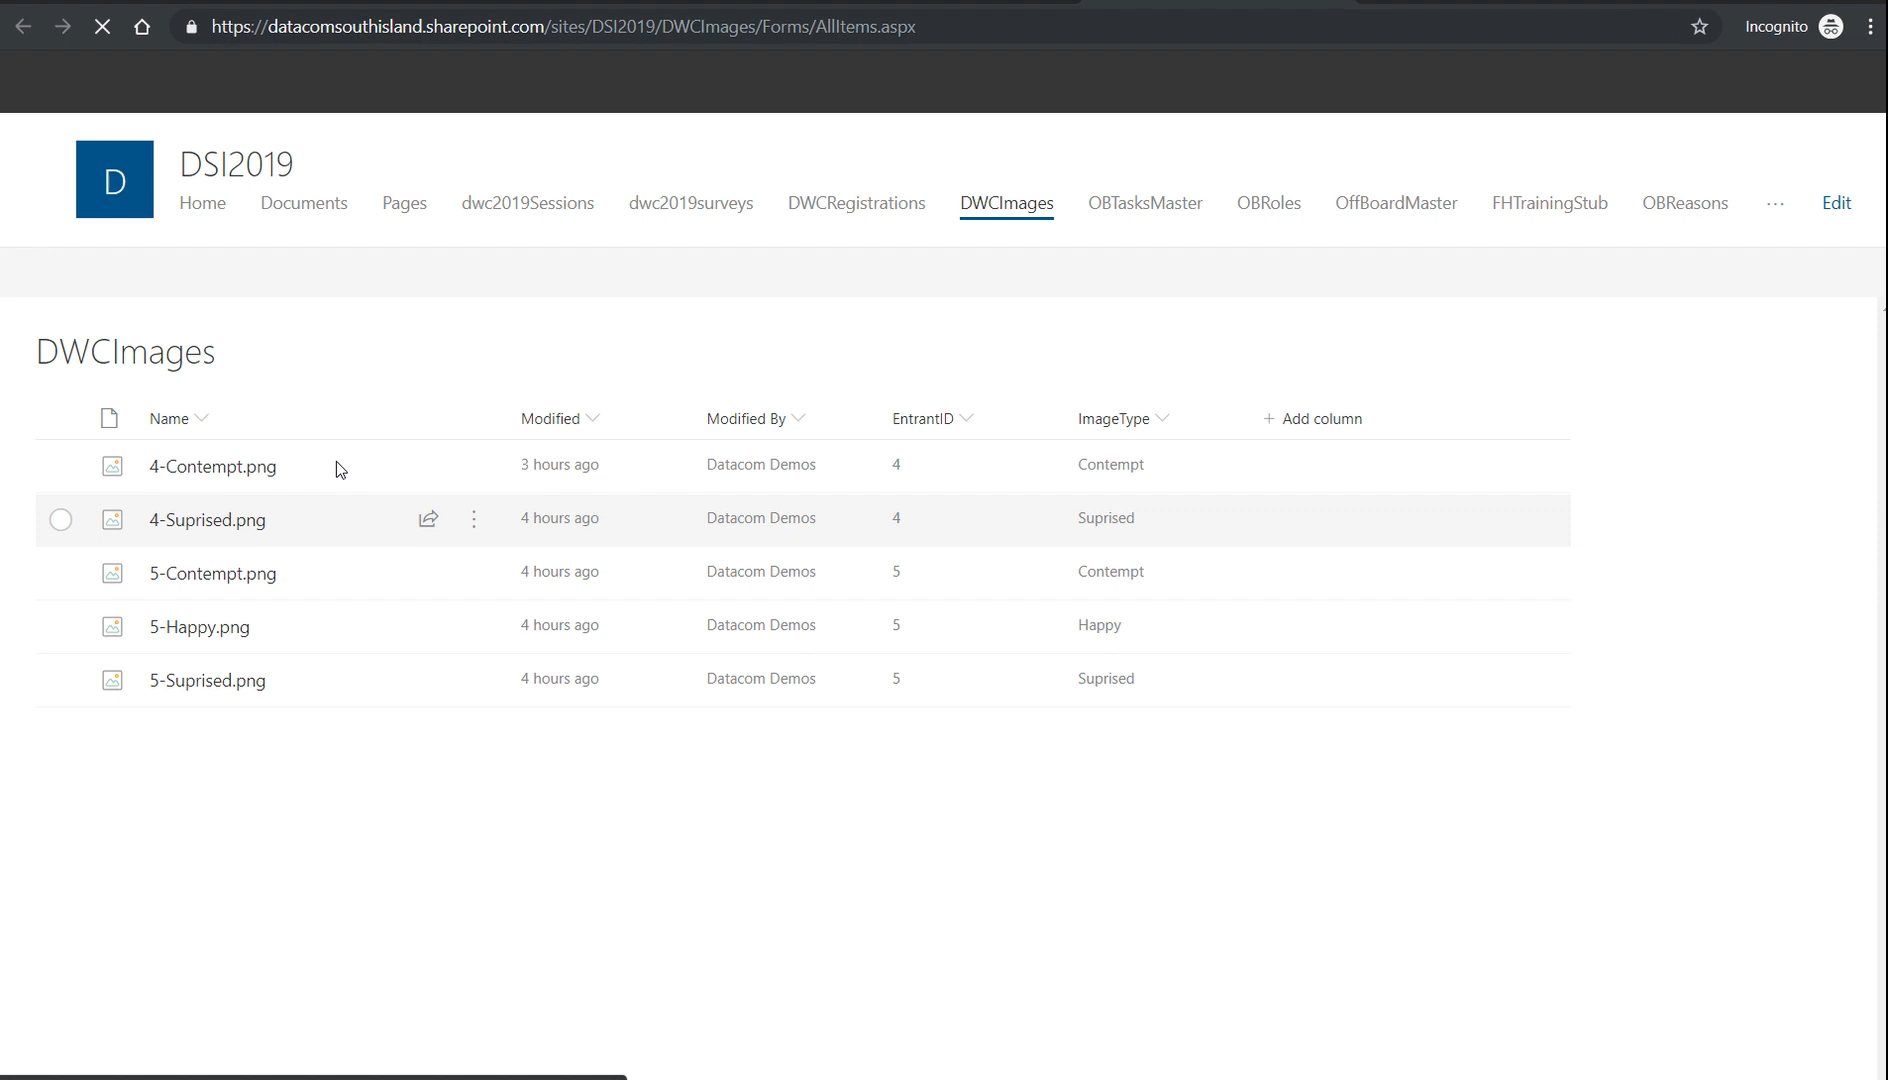 https://datacomsouthisland.sharepoint.com/sites/DSI2019/DWCImages/Forms/AllItems.aspx Incognito
D
DSI2019
Home Documents Pages dwc2019Sessions dwc2019surveys DWCRegistrations DWCImages OBTasksMaster OBRoles OffBoardMaster FHTrainingStub OBReasons ... Edit
DWCImages
Name Modified Modified By EntrantID ImageType + Add column
4-Contempt.png 3 hours ago Datacom Demos 4 Contempt
4-Suprised.png 4 hours ago Datacom Demos 4 Suprised
5-Contempt.png 4 hours ago Datacom Demos 5 Contempt
5-Happy.png 4 hours ago Datacom Demos 5 Happy
5-Suprised.png 4 hours ago Datacom Demos 5 Suprised